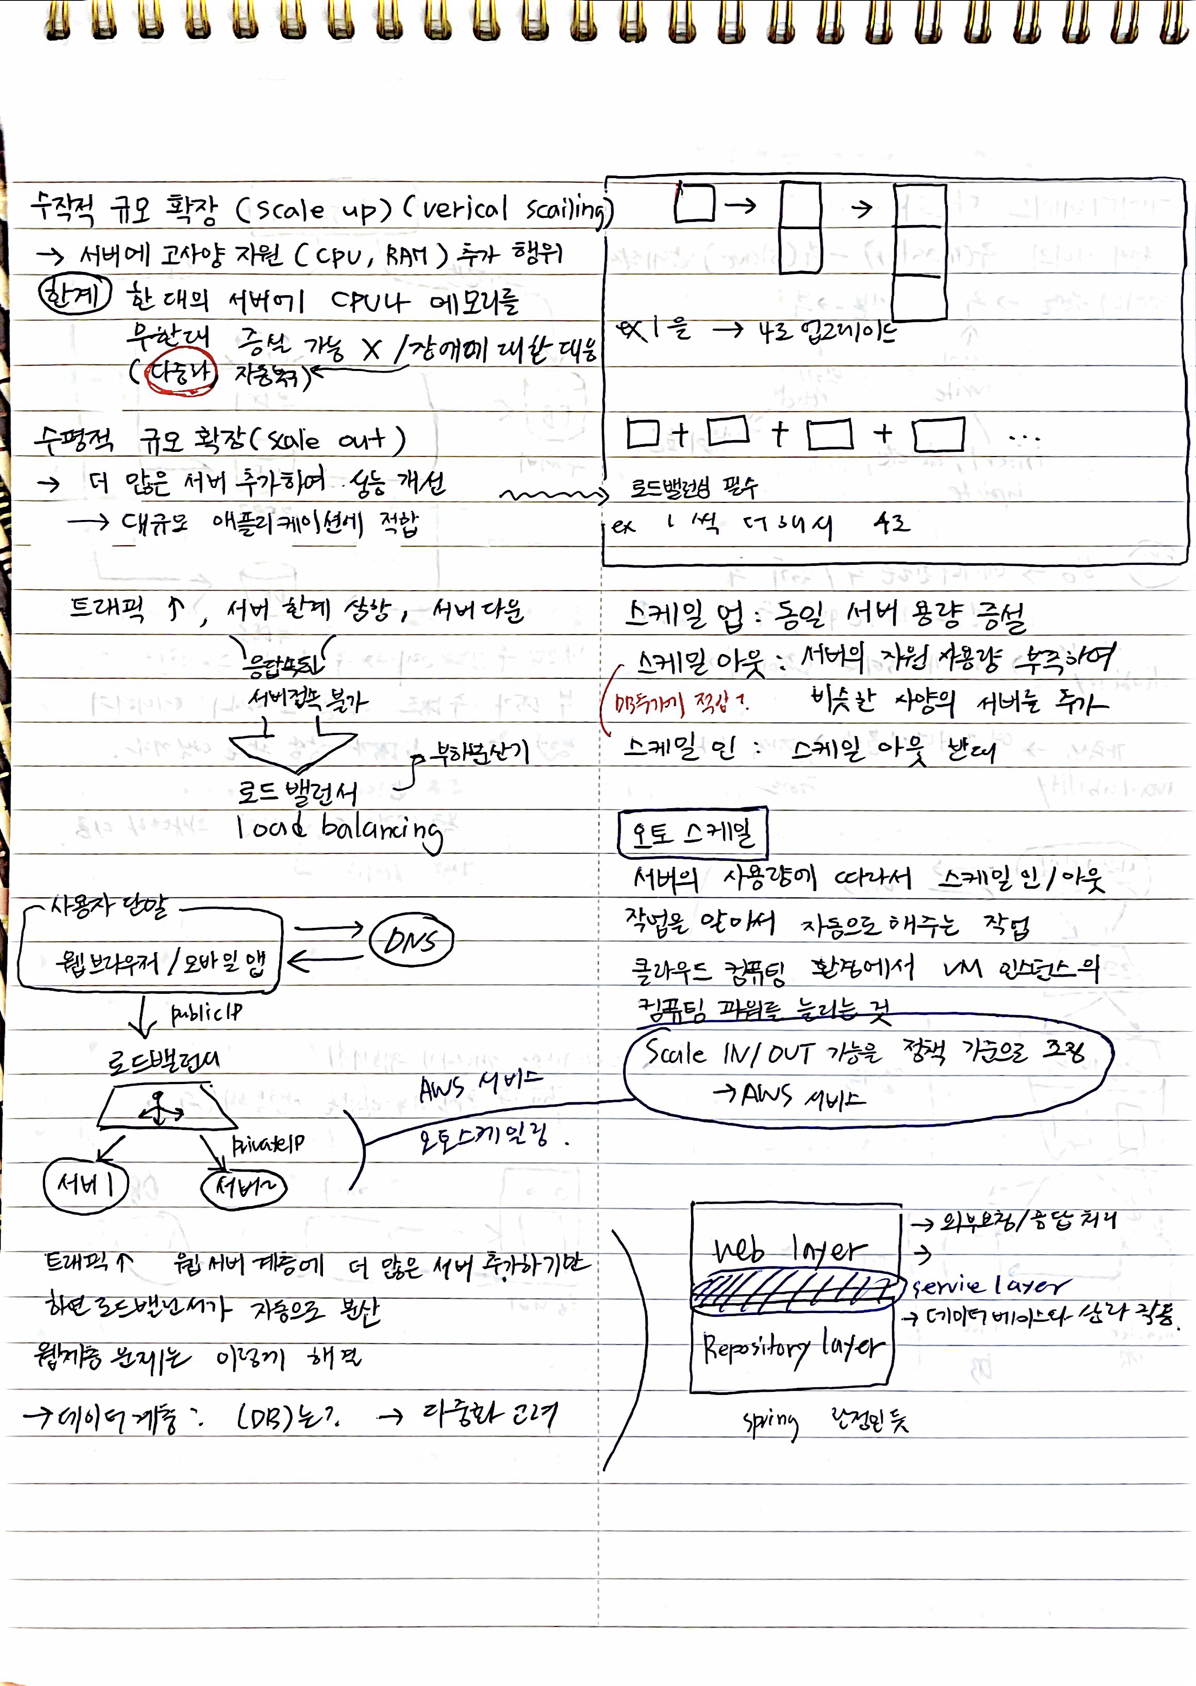 수직적 규모 확장 (scale up) (verical scailing)
→ 서버에 고사양 자원 (CPU, RAM) 추가 행위
한계 한 대의 서버에 CPU나 메모리를
무한대 증설 가능 X / 장애에 대한 대응
(다중화, 자동복구)
수평적 규모 확장 (scale out)
→ 더 많은 서버 추가하여 성능 개선
→ 대규모 애플리케이션에 적합
ex 1을 → 4로 업그레이드
□ + □ + □ + □ ...
로드밸런싱 필수
ex 1씩 더해서 4로
트래픽 ↑, 서버 한계 상황, 서버다운
응답속도
서버접속 불가
로드 밸런서
부하분산기
load balancing
사용자 단말
웹브라우저 / 모바일 앱
DNS
public IP
로드밸런서
private IP
서버1
서버2
AWS 서비스
오토스케일링.
트래픽↑ 웹 서버 계층에 더 많은 서버 추가하기만
하면 로드밸런서가 자동으로 분산
웹계층 문제는 이렇게 해결
→ 데이터 계층: (DB)는? → 다중화 고려
스케일 업 : 동일 서버 용량 증설
스케일 아웃 : 서버의 자원 사용량 부족하여
비슷한 사양의 서버를 추가
DB추가에 적합?
스케일 인 : 스케일 아웃 반대
오토 스케일
서버의 사용량에 따라서 스케일 인/아웃
작업을 알아서 자동으로 해주는 작업
클라우드 컴퓨팅 환경에서 VM 인스턴스의
컴퓨팅 파워를 늘리는 것
Scale IN/OUT 기능을 정책 기준으로 조정
→ AWS 서비스
web layer
→ 외부요청/응답 처리
→
servie layer
→ 데이터베이스와 상호 작동.
Repository layer
spring 한정인듯